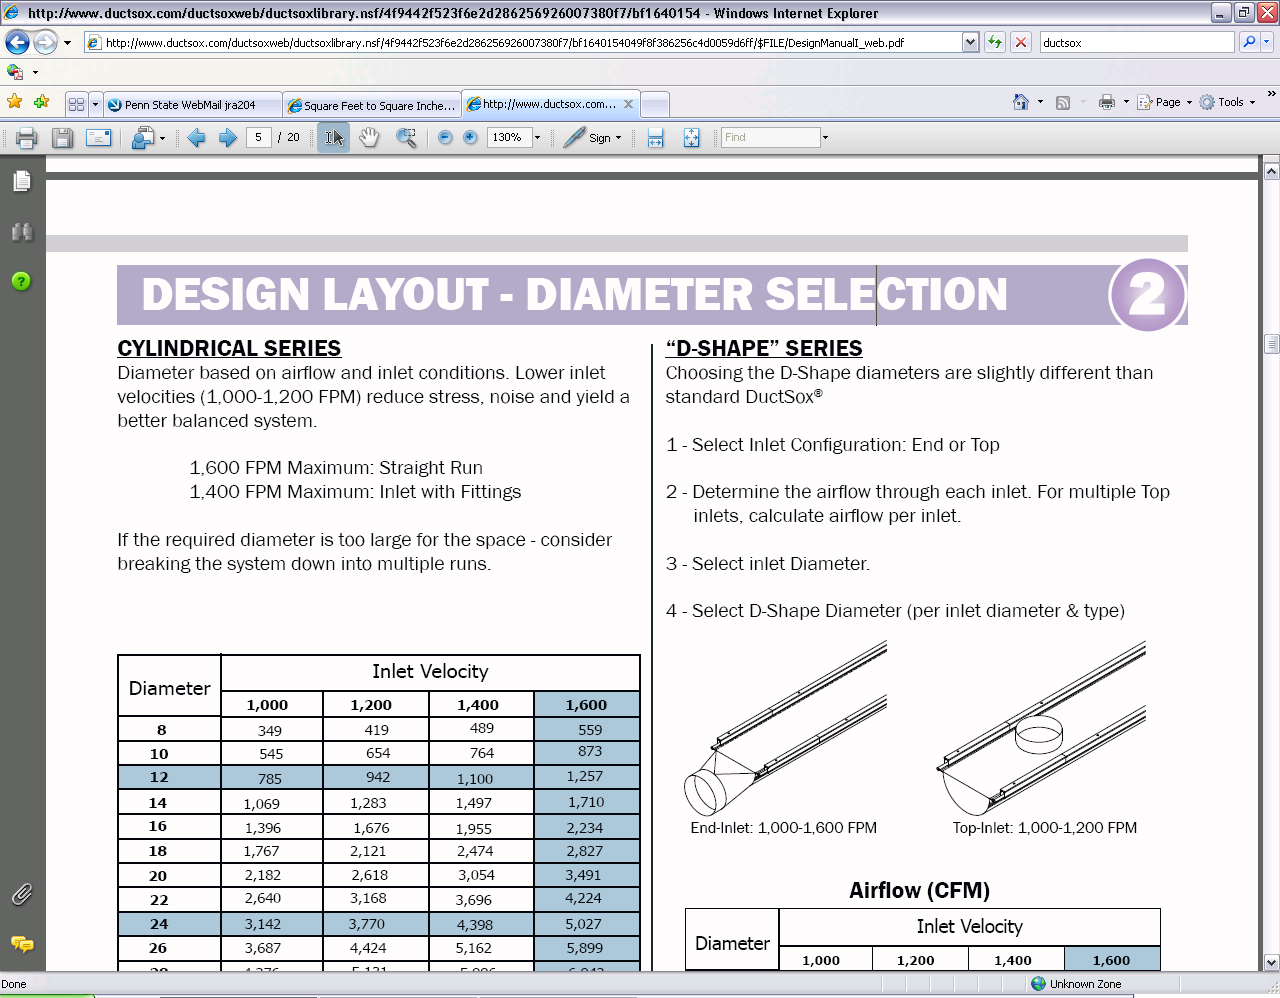 http://www.ductsox.com/ductsoxweb/ductsoxlibrary.nsf/4f9442f523f6e2d286256926007380f7/bf1640154 - Windows Internet Explorer
http://www.ductsox.com/ductsoxweb/ductsoxlibrary.nsf/4f9442f523f6e2d286256926007380f7/bf1640154049f8f386256c4d0059d6ff/$FILE/DesignManualI_web.pdf
ductsox
Penn State WebMail jra204
Square Feet to Square Inche...
http://www.ductsox.com...
Page
Tools
5 / 20
130%
Sign
Find
DESIGN LAYOUT - DIAMETER SELECTION
2
CYLINDRICAL SERIES
Diameter based on airflow and inlet conditions. Lower inlet
velocities (1,000-1,200 FPM) reduce stress, noise and yield a
better balanced system.
1,600 FPM Maximum: Straight Run
1,400 FPM Maximum: Inlet with Fittings
If the required diameter is too large for the space - consider
breaking the system down into multiple runs.
Diameter
Inlet Velocity
1,000 1,200 1,400 1,600
8 349 419 489 559
10 545 654 764 873
12 785 942 1,100 1,257
14 1,069 1,283 1,497 1,710
16 1,396 1,676 1,955 2,234
18 1,767 2,121 2,474 2,827
20 2,182 2,618 3,054 3,491
22 2,640 3,168 3,696 4,224
24 3,142 3,770 4,398 5,027
26 3,687 4,424 5,162 5,899
“D-SHAPE” SERIES
Choosing the D-Shape diameters are slightly different than
standard DuctSox®
1 - Select Inlet Configuration: End or Top
2 - Determine the airflow through each inlet. For multiple Top
inlets, calculate airflow per inlet.
3 - Select inlet Diameter.
4 - Select D-Shape Diameter (per inlet diameter & type)
End-Inlet: 1,000-1,600 FPM
Top-Inlet: 1,000-1,200 FPM
Airflow (CFM)
Diameter
Inlet Velocity
1,000 1,200 1,400 1,600
Done
Unknown Zone